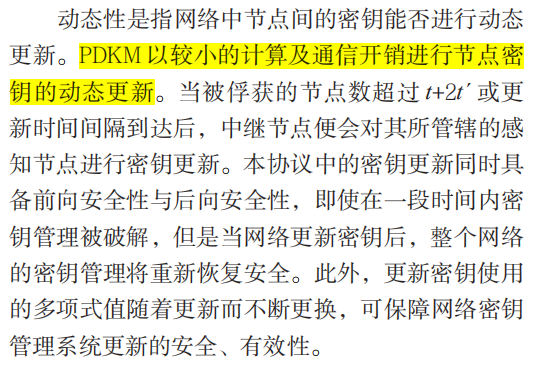 动态性是指网络中节点间的密钥能否进行动态
更新。PDKM 以较小的计算及通信开销进行节点密
钥的动态更新。当被俘获的节点数超过 t+2t′ 或更
新时间间隔到达后，中继节点便会对其所管辖的感
知节点进行密钥更新。本协议中的密钥更新同时具
备前向安全性与后向安全性，即使在一段时间内密
钥管理被破解，但是当网络更新密钥后，整个网络
的密钥管理将重新恢复安全。此外，更新密钥使用
的多项式值随着更新而不断更换，可保障网络密钥
管理系统更新的安全、有效性。